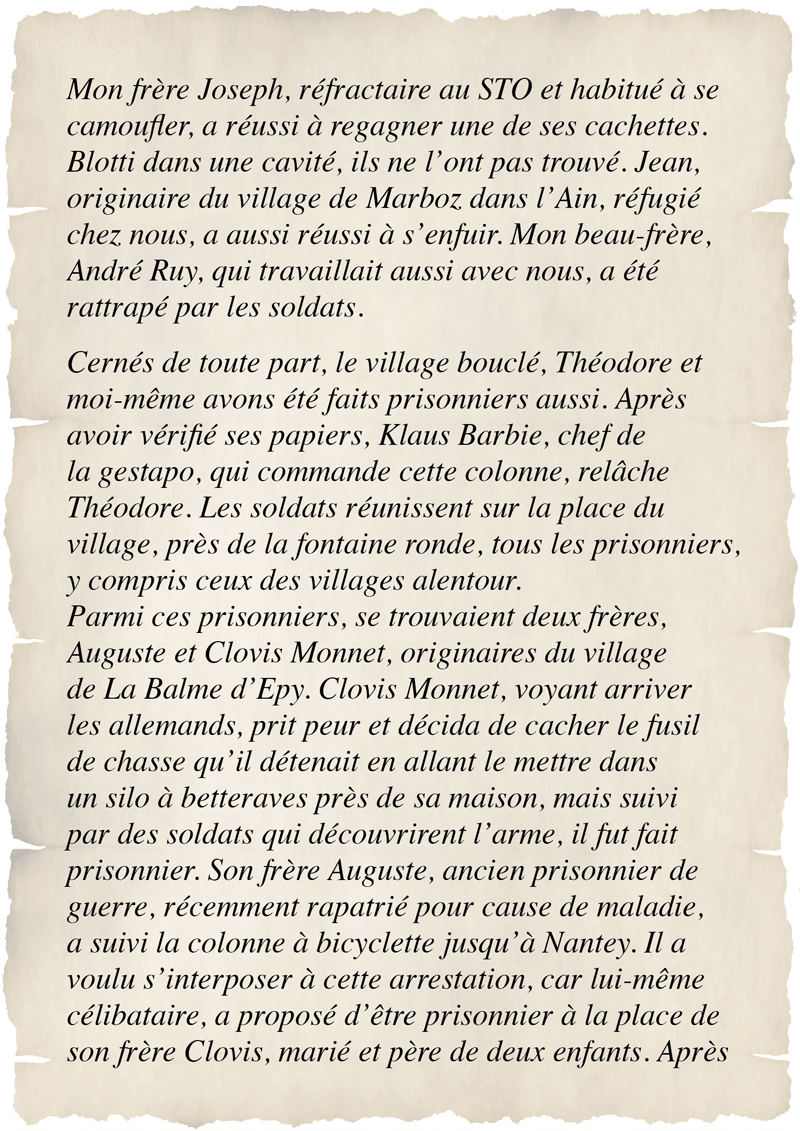 Mon frère Joseph, réfractaire au STO et habitué à se
camoufler, a réussi à regagner une de ses cachettes.
Blotti dans une cavité, ils ne l’ont pas trouvé. Jean,
originaire du village de Marboz dans l’Ain, réfugié
chez nous, a aussi réussi à s’enfuir. Mon beau-frère,
André Ruy, qui travaillait aussi avec nous, a été
rattrapé par les soldats.
Cernés de toute part, le village bouclé, Théodore et
moi-même avons été faits prisonniers aussi. Après
avoir vérifié ses papiers, Klaus Barbie, chef de
la gestapo, qui commande cette colonne, relâche
Théodore. Les soldats réunissent sur la place du
village, près de la fontaine ronde, tous les prisonniers,
y compris ceux des villages alentour.
Parmi ces prisonniers, se trouvaient deux frères,
Auguste et Clovis Monnet, originaires du village
de La Balme d’Epy. Clovis Monnet, voyant arriver
les allemands, prit peur et décida de cacher le fusil
de chasse qu’il détenait en allant le mettre dans
un silo à betteraves près de sa maison, mais suivi
par des soldats qui découvrirent l’arme, il fut fait
prisonnier. Son frère Auguste, ancien prisonnier de
guerre, récemment rapatrié pour cause de maladie,
a suivi la colonne à bicyclette jusqu’à Nantey. Il a
voulu s’interposer à cette arrestation, car lui-même
célibataire, a proposé d’être prisonnier à la place de
son frère Clovis, marié et père de deux enfants. Après